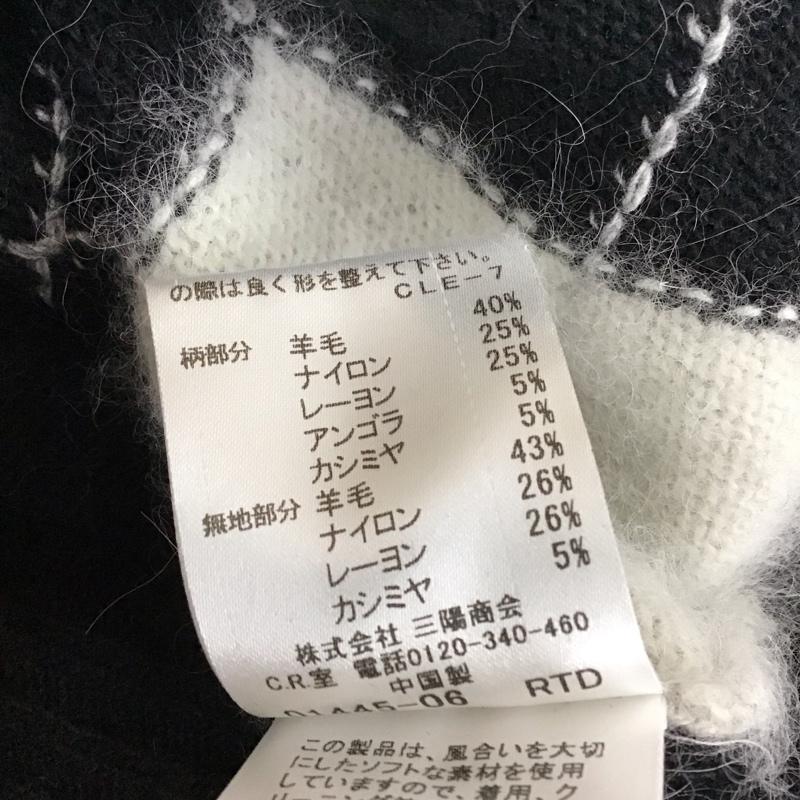 の際は良く形を整えて下さい。
CLE-7
柄部分 羊毛 40%
ナイロン 25%
レーヨン 25%
アンゴラ 5%
カシミヤ 5%
無地部分 羊毛 43%
ナイロン 26%
レーヨン 26%
カシミヤ 5%
株式会社 三陽商会
C.R.室 電話0120-340-460
中国製
01445-06 RTD
この製品は、風合いを大切
にしたソフトな素材を使用
していますので、着用、ク